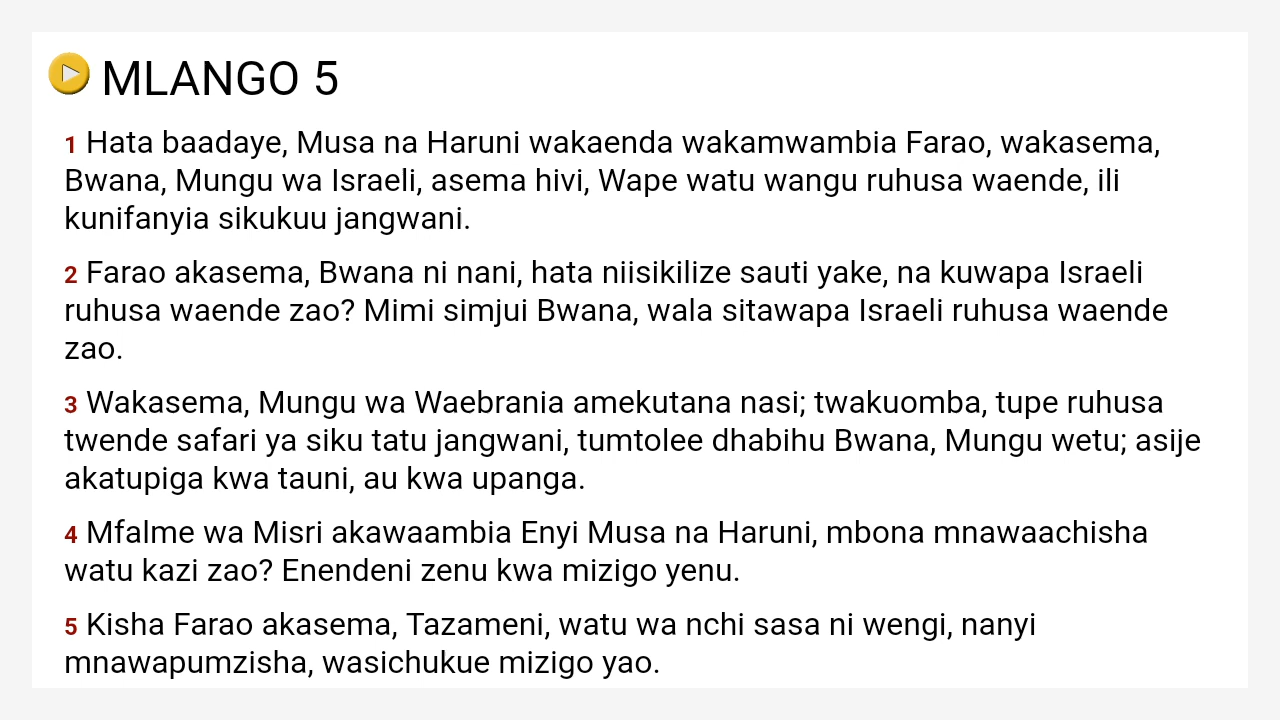 MLANGO 5
1 Hata baadaye, Musa na Haruni wakaenda wakamwambia Farao, wakasema,
Bwana, Mungu wa Israeli, asema hivi, Wape watu wangu ruhusa waende, ili
kunifanyia sikukuu jangwani.
2 Farao akasema, Bwana ni nani, hata niisikilize sauti yake, na kuwapa Israeli
ruhusa waende zao? Mimi simjui Bwana, wala sitawapa Israeli ruhusa waende
zao.
3 Wakasema, Mungu wa Waebrania amekutana nasi; twakuomba, tupe ruhusa
twende safari ya siku tatu jangwani, tumtolee dhabihu Bwana, Mungu wetu; asije
akatupiga kwa tauni, au kwa upanga.
4 Mfalme wa Misri akawaambia Enyi Musa na Haruni, mbona mnawaachisha
watu kazi zao? Enendeni zenu kwa mizigo yenu.
5 Kisha Farao akasema, Tazameni, watu wa nchi sasa ni wengi, nanyi
mnawapumzisha, wasichukue mizigo yao.